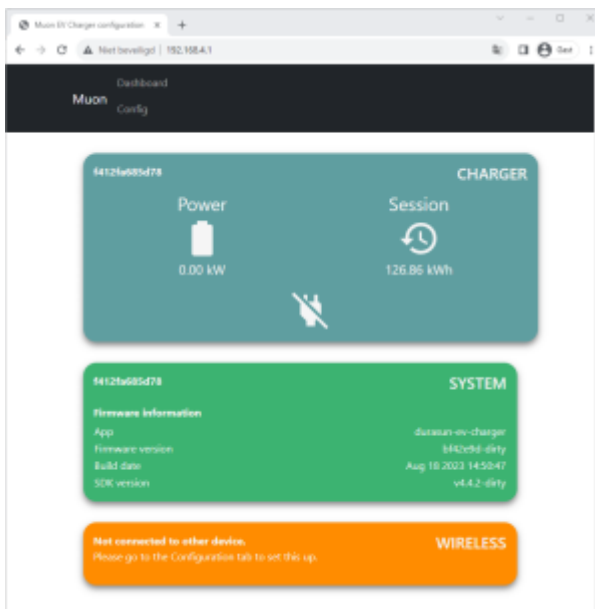 Muon EV Charger configuration
Niet beveiligd | 192.168.4.1
Gast
Muon
Dashboard
Config
f412fa685d78
CHARGER
Power
Session
0.00 kW
126.86 kWh
f412fa685d78
SYSTEM
Firmware information
App
durasun-ev-charger
Firmware version
bf42e9d-dirty
Build date
Aug 18 2023 14:50:47
SDK version
v4.4.2-dirty
Not connected to other device.
WIRELESS
Please go to the Configuration tab to set this up.